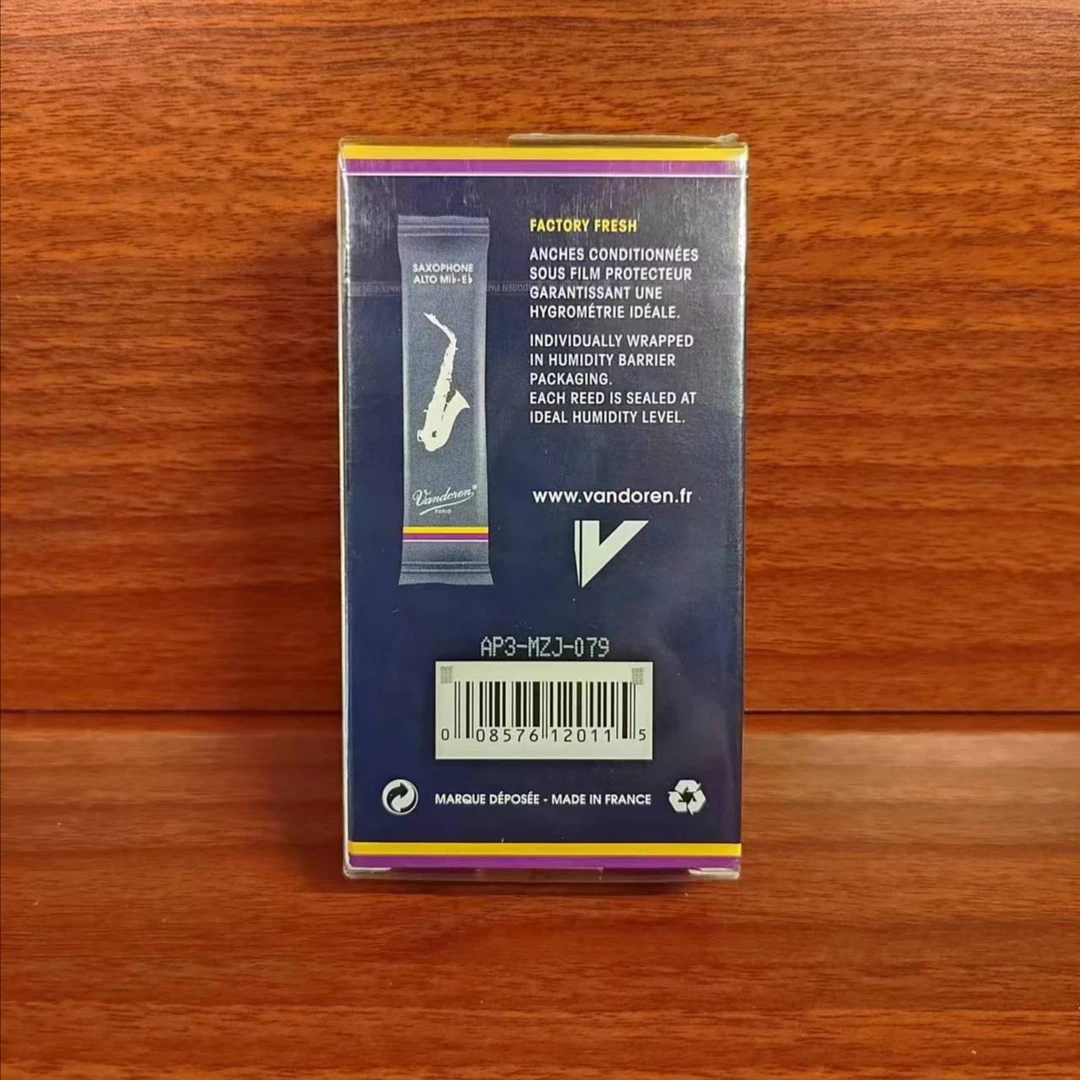 SAXOPHONE
ALTO MI♭-E♭
Vandoren®
PARIS
FACTORY FRESH
ANCHES CONDITIONNÉES
SOUS FILM PROTECTEUR
GARANTISSANT UNE
HYGROMÉTRIE IDÉALE.
INDIVIDUALLY WRAPPED
IN HUMIDITY BARRIER
PACKAGING.
EACH REED IS SEALED AT
IDEAL HUMIDITY LEVEL.
www.vandoren.fr
V
AP3-MZJ-079
0 08576 12011 5
MARQUE DÉPOSÉE - MADE IN FRANCE